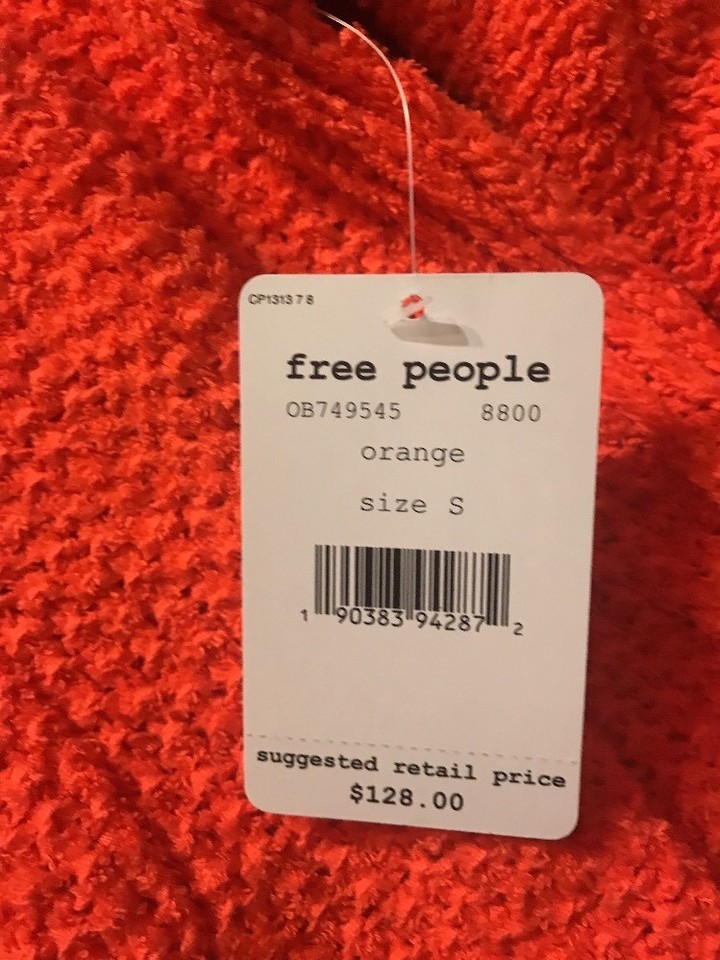 CP1313 7 8
free people
OB749545 8800
orange
size S
1 90383 94287 2
suggested retail price
$128.00